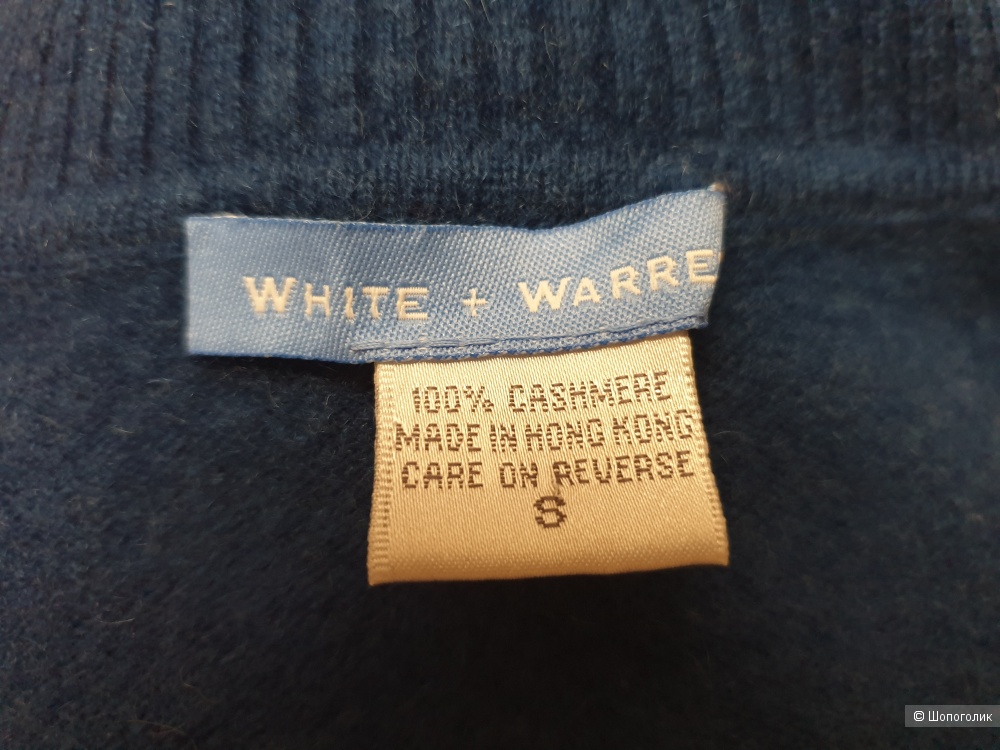 WHITE + WARRE
100% CASHMERE
MADE IN HONG KONG
CARE ON REVERSE
S
© Шопоголик